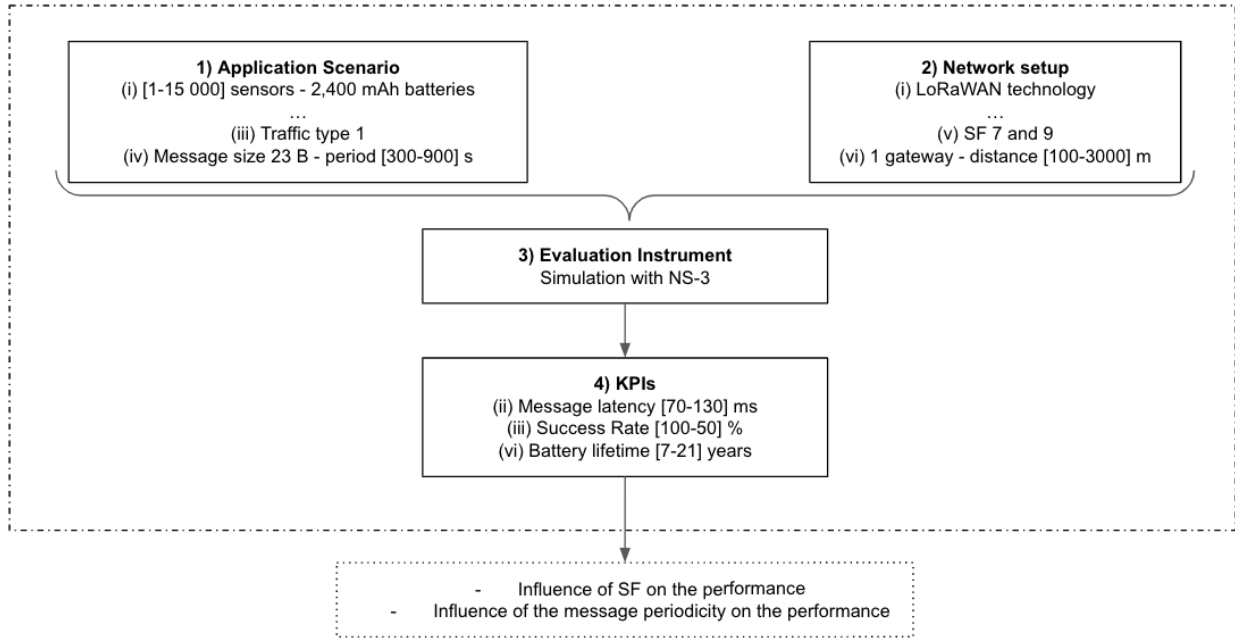 1) Application Scenario
(i) [1-15 000] sensors - 2,400 mAh batteries
…
(iii) Traffic type 1
(iv) Message size 23 B - period [300-900] s
2) Network setup
(i) LoRaWAN technology
…
(v) SF 7 and 9
(vi) 1 gateway - distance [100-3000] m
3) Evaluation Instrument
Simulation with NS-3
4) KPIs
(ii) Message latency [70-130] ms
(iii) Success Rate [100-50] %
(vi) Battery lifetime [7-21] years
- Influence of SF on the performance
- Influence of the message periodicity on the performance